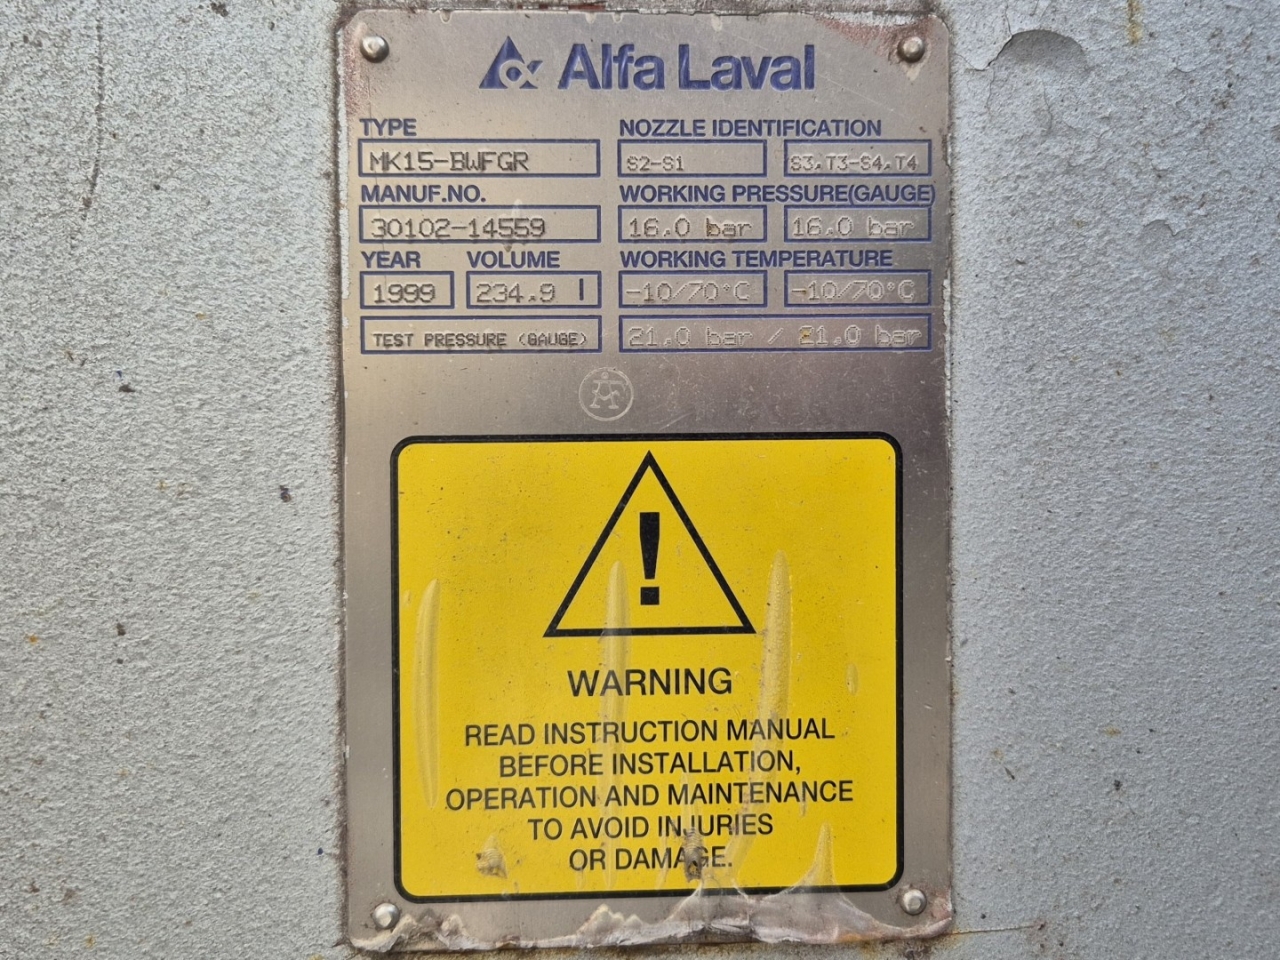 Alfa Laval
TYPE
NOZZLE IDENTIFICATION
MK15-BWFGR
S2-S1
S3,T3-S4,T4
MANUF.NO.
WORKING PRESSURE(GAUGE)
30102-14559
16.0 bar
16.0 bar
YEAR
VOLUME
WORKING TEMPERATURE
1999
234.9 l
-10/70°C
-10/70°C
TEST PRESSURE (GAUGE)
21.0 bar / 21.0 bar
!
WARNING
READ INSTRUCTION MANUAL
BEFORE INSTALLATION,
OPERATION AND MAINTENANCE
TO AVOID INJURIES
OR DAMAGE.